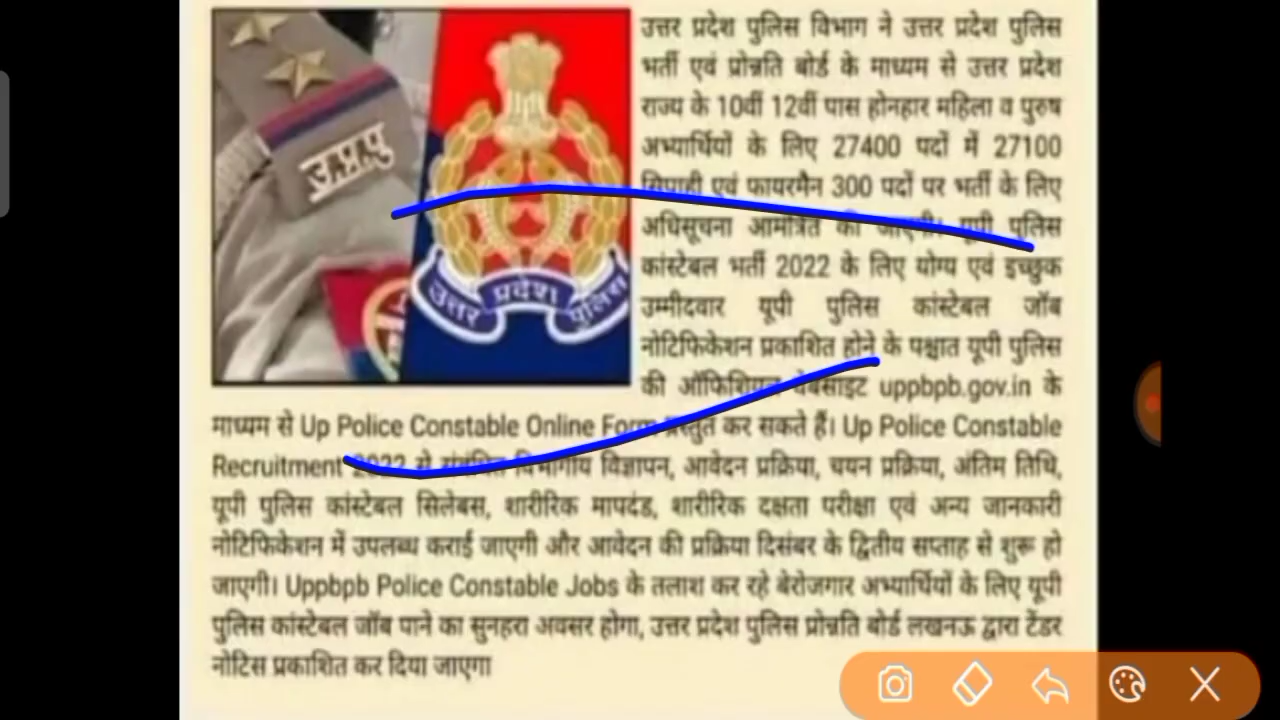 उ.प्र.पु.
उत्तर प्रदेश पुलिस
उत्तर प्रदेश पुलिस विभाग ने उत्तर प्रदेश पुलिस
भर्ती एवं प्रोन्नति बोर्ड के माध्यम से उत्तर प्रदेश
राज्य के 10वीं 12वीं पास होनहार महिला व पुरुष
अभ्यार्थियों के लिए 27400 पदों में 27100
सिपाही एवं फायरमैन 300 पदों पर भर्ती के लिए
अधिसूचना आमंत्रित की जाएगी। यूपी पुलिस
कांस्टेबल भर्ती 2022 के लिए योग्य एवं इच्छुक
उम्मीदवार यूपी पुलिस कांस्टेबल जॉब
नोटिफिकेशन प्रकाशित होने के पश्चात यूपी पुलिस
की ऑफिशियल वेबसाइट uppbpb.gov.in के
माध्यम से Up Police Constable Online Form प्रस्तुत कर सकते हैं। Up Police Constable
Recruitment 2022 से संबंधित विभागीय विज्ञापन, आवेदन प्रक्रिया, चयन प्रक्रिया, अंतिम तिथि,
यूपी पुलिस कांस्टेबल सिलेबस, शारीरिक मापदंड, शारीरिक दक्षता परीक्षा एवं अन्य जानकारी
नोटिफिकेशन में उपलब्ध कराई जाएगी और आवेदन की प्रक्रिया दिसंबर के द्वितीय सप्ताह से शुरू हो
जाएगी। Uppbpb Police Constable Jobs के तलाश कर रहे बेरोजगार अभ्यार्थियों के लिए यूपी
पुलिस कांस्टेबल जॉब पाने का सुनहरा अवसर होगा, उत्तर प्रदेश पुलिस प्रोन्नति बोर्ड लखनऊ द्वारा टेंडर
नोटिस प्रकाशित कर दिया जाएगा